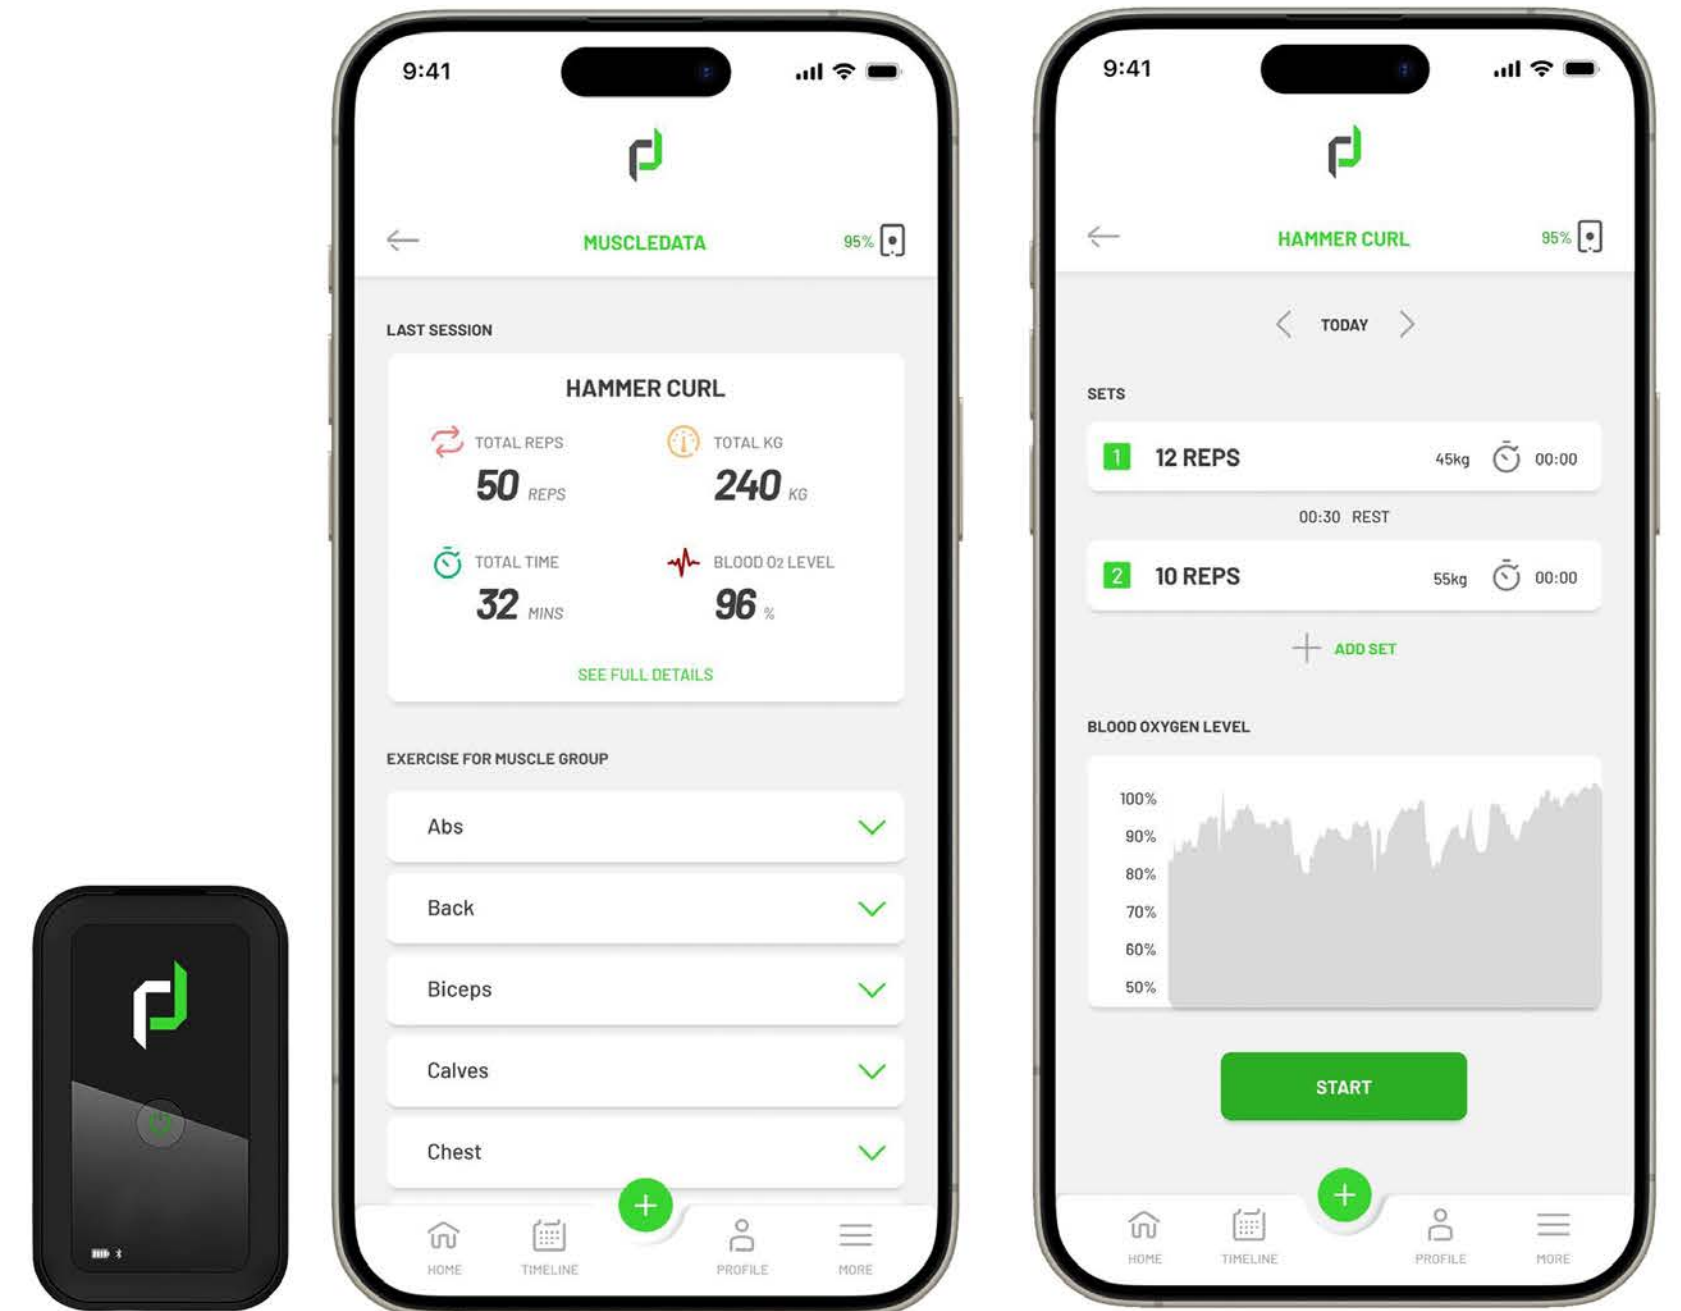 9:41
MUSCLEDATA
95%
LAST SESSION
HAMMER CURL
TOTAL REPS
50 REPS
TOTAL KG
240 KG
TOTAL TIME
32 MINS
BLOOD O2 LEVEL
96 %
SEE FULL DETAILS
EXERCISE FOR MUSCLE GROUP
Abs
Back
Biceps
Calves
Chest
HOME
TIMELINE
PROFILE
MORE
9:41
HAMMER CURL
95%
TODAY
SETS
1 12 REPS 45kg 00:00
00:30 REST
2 10 REPS 55kg 00:00
ADD SET
BLOOD OXYGEN LEVEL
100%
90%
80%
70%
60%
50%
START
HOME
TIMELINE
PROFILE
MORE